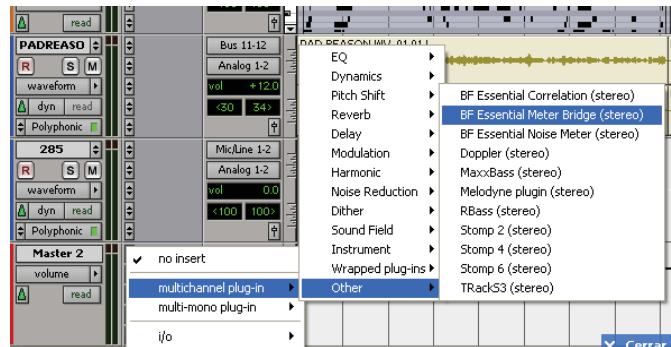 read
PADREASO
Bus 11-12
PAD REASON WV_01.01.L
R S M
Analog 1-2
waveform
vol +12.0
dyn read
<30 34>
Polyphonic
285
Mic/Line 1-2
R S M
Analog 1-2
waveform
vol 0.0
dyn read
<100 100>
Polyphonic
Master 2
volume
read
no insert
multichannel plug-in
multi-mono plug-in
i/o
EQ
Dynamics
Pitch Shift
Reverb
Delay
Modulation
Harmonic
Noise Reduction
Dither
Sound Field
Instrument
Wrapped plug-ins
Other
BF Essential Correlation (stereo)
BF Essential Meter Bridge (stereo)
BF Essential Noise Meter (stereo)
Doppler (stereo)
MaxxBass (stereo)
Melodyne plugin (stereo)
RBass (stereo)
Stomp 2 (stereo)
Stomp 4 (stereo)
Stomp 6 (stereo)
TRackS3 (stereo)
X Cerrar